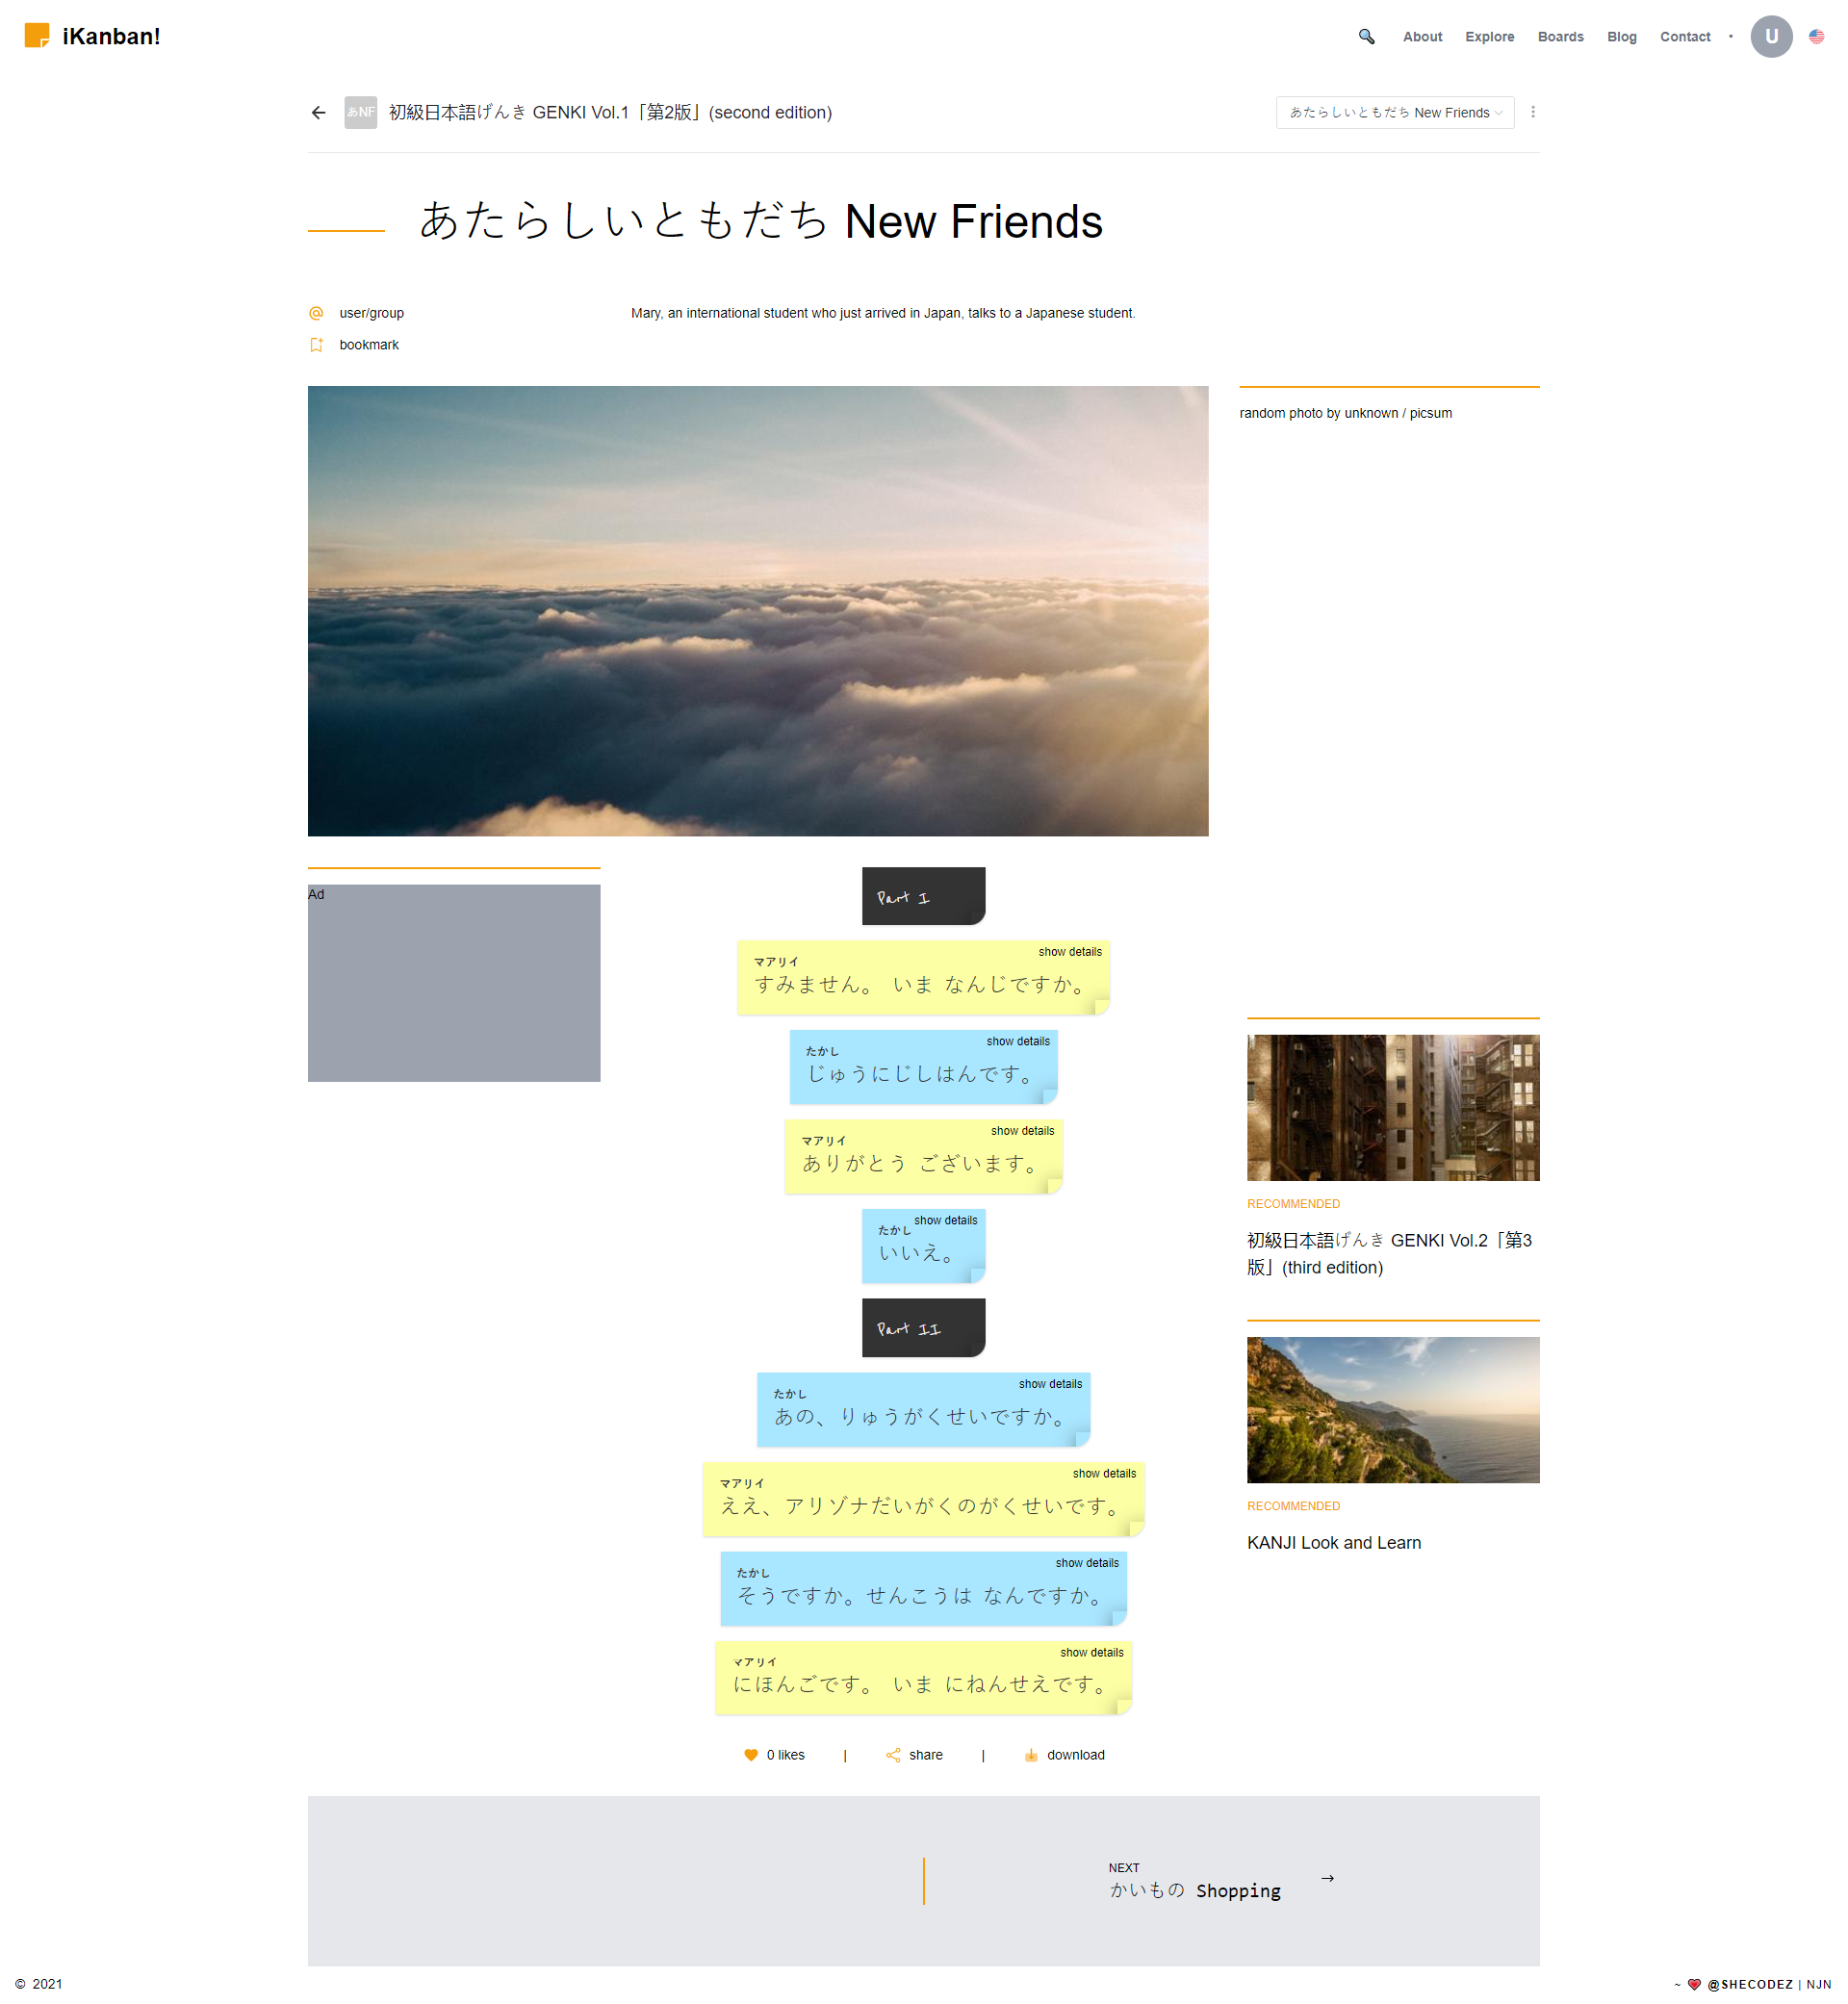 iKanban!
About Explore Boards Blog Contact · U
あNF 初級日本語げんき GENKI Vol.1「第2版」(second edition)
あたらしいともだち New Friends
あたらしいともだち New Friends
user/group
Mary, an international student who just arrived in Japan, talks to a Japanese student.
bookmark
random photo by unknown / picsum
Ad
Part I
show details
マアリイ
すみません。 いま なんじですか。
show details
たかし
じゅうにじしはんです。
show details
マアリイ
ありがとう ございます。
show details
たかし
いいえ。
Part II
show details
たかし
あの、りゅうがくせいですか。
show details
マアリイ
ええ、アリゾナだいがくのがくせいです。
show details
たかし
そうですか。せんこうは なんですか。
show details
マアリイ
にほんごです。 いま にねんせえです。
RECOMMENDED
初級日本語げんき GENKI Vol.2「第3
版」(third edition)
RECOMMENDED
KANJI Look and Learn
0 likes | share | download
NEXT
かいもの Shopping →
© 2021
~ @SHECODEZ | NJN